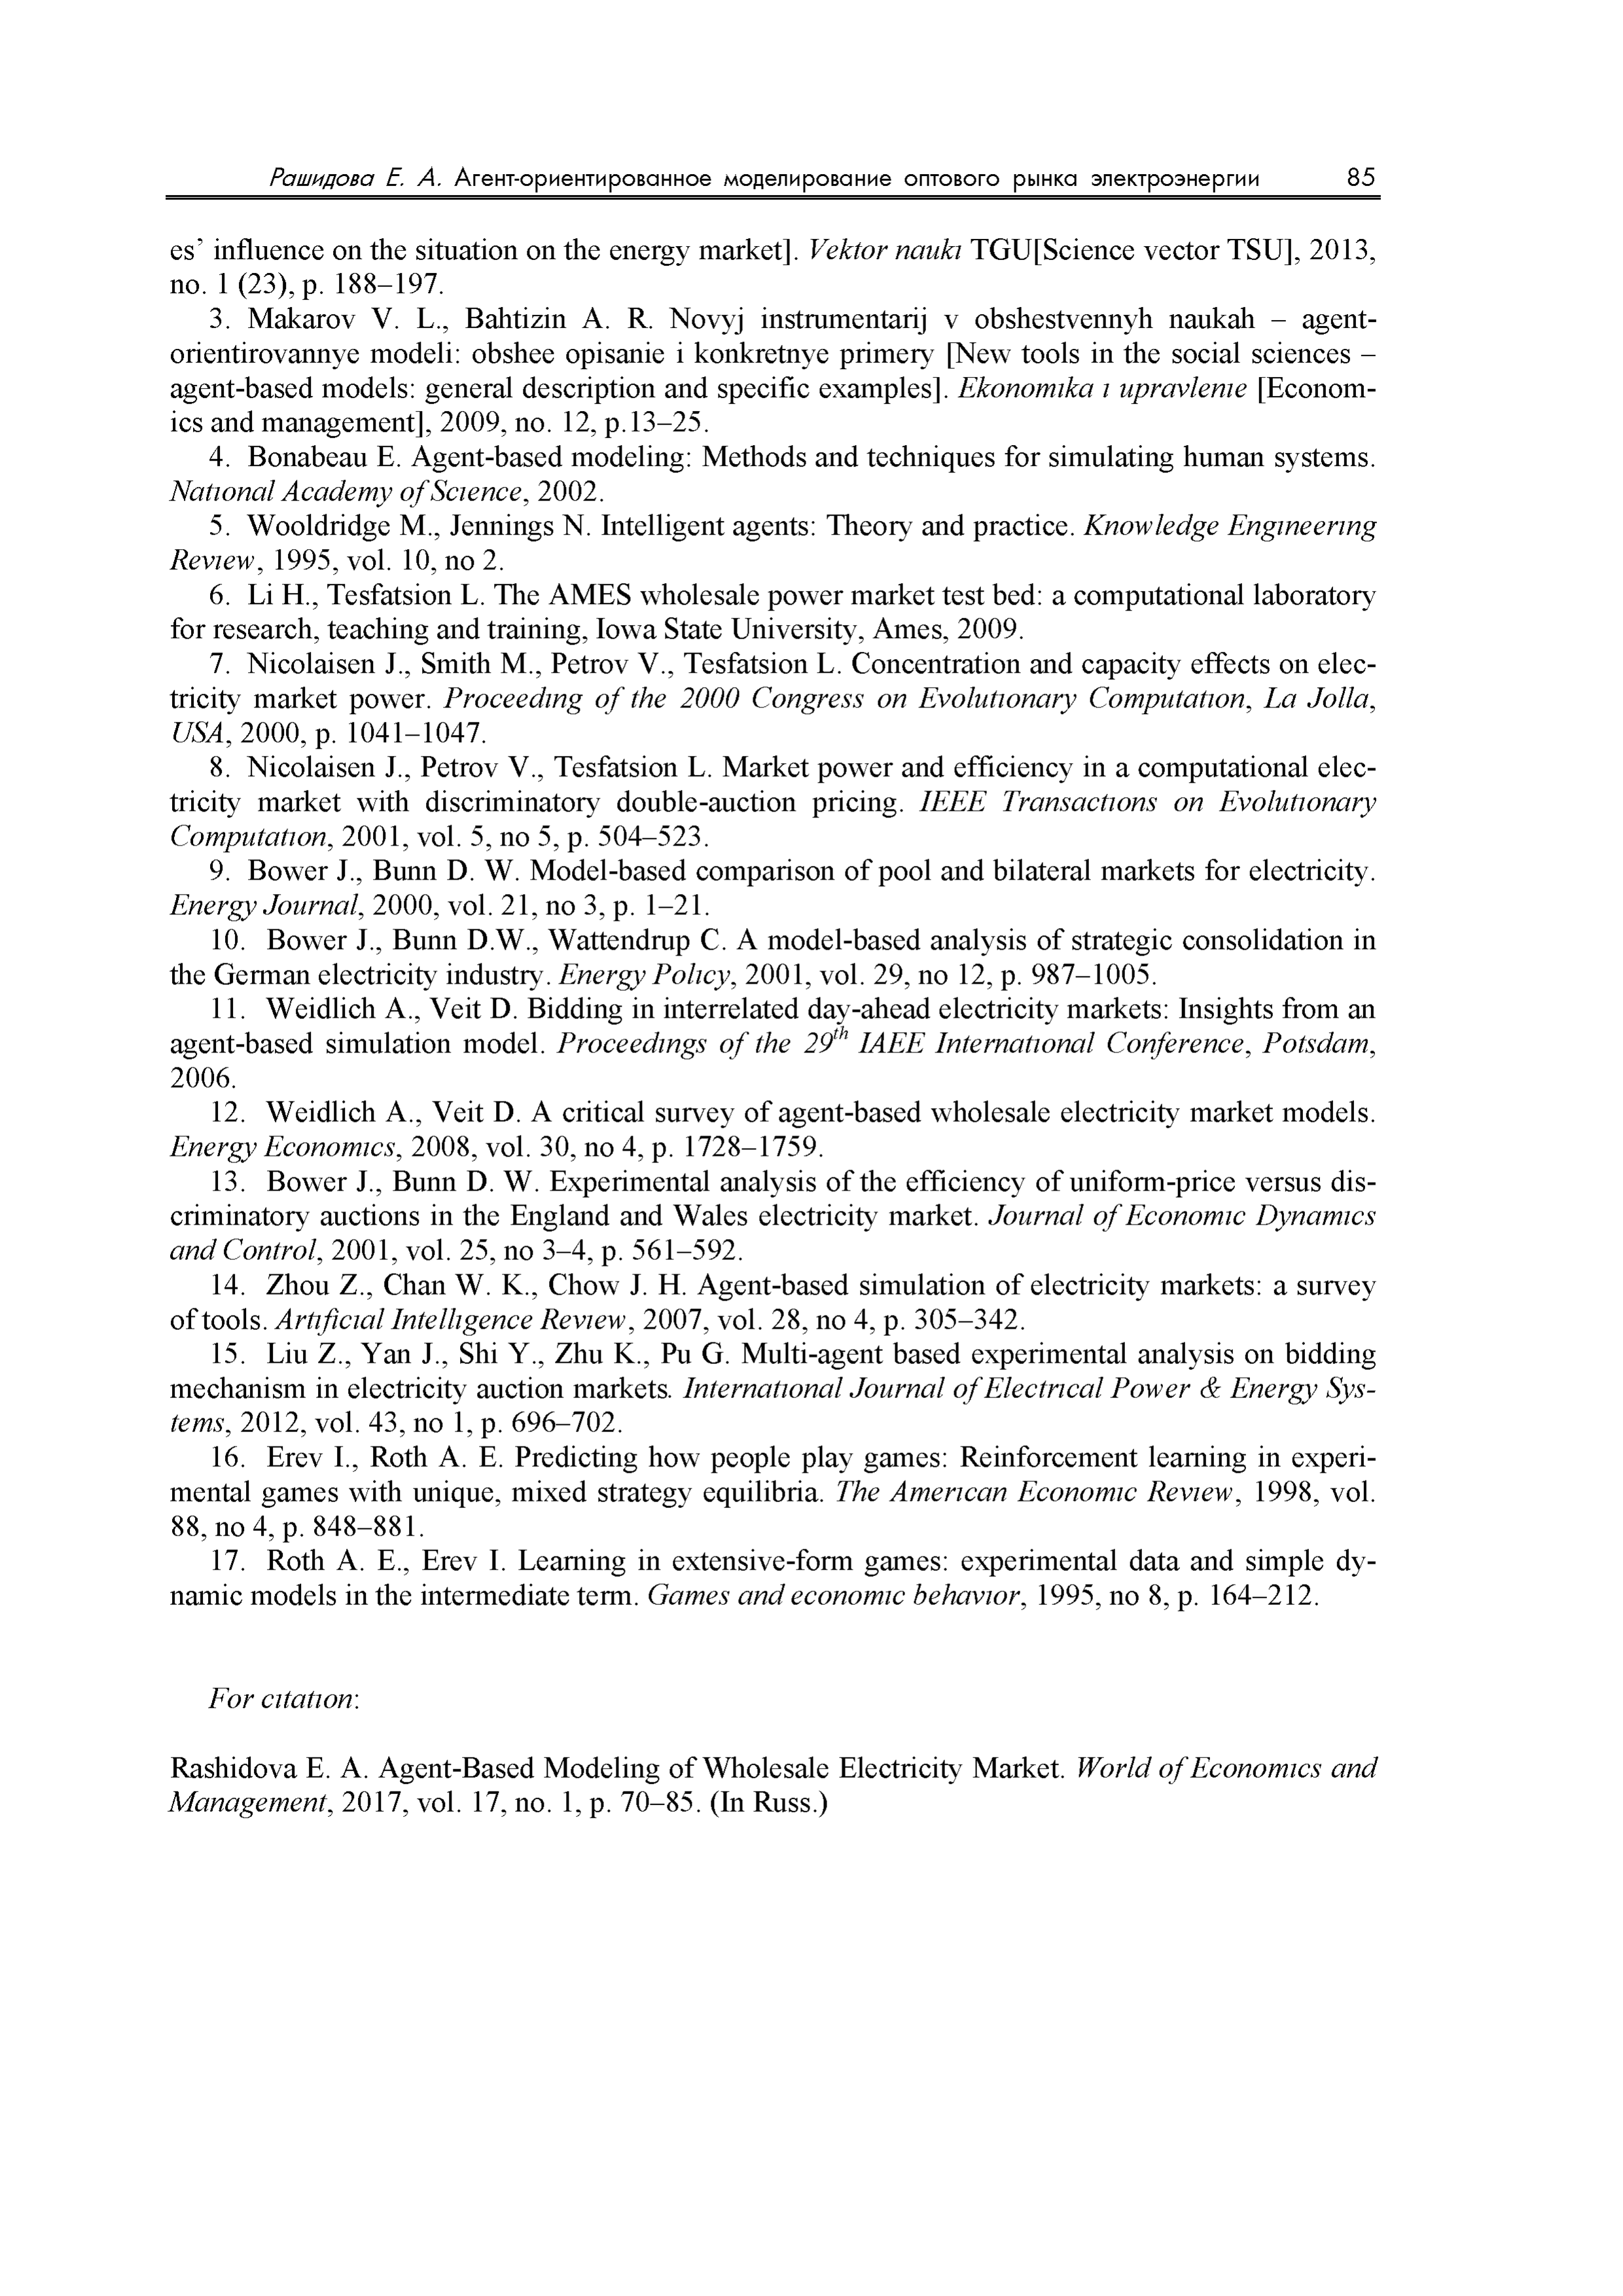 Рашидова Е. А. Агент-ориентированное моделирование оптового рынка электроэнергии 85
es’ influence on the situation on the energy market]. Vektor nauki TGU[Science vector TSU], 2013,
no. 1 (23), p. 188–197.
3. Makarov V. L., Bahtizin A. R. Novyj instrumentarij v obshestvennyh naukah – agent-
orientirovannye modeli: obshee opisanie i konkretnye primery [New tools in the social sciences –
agent-based models: general description and specific examples]. Ekonomika i upravlenie [Econom-
ics and management], 2009, no. 12, p.13–25.
4. Bonabeau E. Agent-based modeling: Methods and techniques for simulating human systems.
National Academy of Science, 2002.
5. Wooldridge M., Jennings N. Intelligent agents: Theory and practice. Knowledge Engineering
Review, 1995, vol. 10, no 2.
6. Li H., Tesfatsion L. The AMES wholesale power market test bed: a computational laboratory
for research, teaching and training, Iowa State University, Ames, 2009.
7. Nicolaisen J., Smith M., Petrov V., Tesfatsion L. Concentration and capacity effects on elec-
tricity market power. Proceeding of the 2000 Congress on Evolutionary Computation, La Jolla,
USA, 2000, p. 1041–1047.
8. Nicolaisen J., Petrov V., Tesfatsion L. Market power and efficiency in a computational elec-
tricity market with discriminatory double-auction pricing. IEEE Transactions on Evolutionary
Computation, 2001, vol. 5, no 5, p. 504–523.
9. Bower J., Bunn D. W. Model-based comparison of pool and bilateral markets for electricity.
Energy Journal, 2000, vol. 21, no 3, p. 1–21.
10. Bower J., Bunn D.W., Wattendrup C. A model-based analysis of strategic consolidation in
the German electricity industry. Energy Policy, 2001, vol. 29, no 12, p. 987–1005.
11. Weidlich A., Veit D. Bidding in interrelated day-ahead electricity markets: Insights from an
agent-based simulation model. Proceedings of the 29th IAEE International Conference, Potsdam,
2006.
12. Weidlich A., Veit D. A critical survey of agent-based wholesale electricity market models.
Energy Economics, 2008, vol. 30, no 4, p. 1728–1759.
13. Bower J., Bunn D. W. Experimental analysis of the efficiency of uniform-price versus dis-
criminatory auctions in the England and Wales electricity market. Journal of Economic Dynamics
and Control, 2001, vol. 25, no 3–4, p. 561–592.
14. Zhou Z., Chan W. K., Chow J. H. Agent-based simulation of electricity markets: a survey
of tools. Artificial Intelligence Review, 2007, vol. 28, no 4, p. 305–342.
15. Liu Z., Yan J., Shi Y., Zhu K., Pu G. Multi-agent based experimental analysis on bidding
mechanism in electricity auction markets. International Journal of Electrical Power & Energy Sys-
tems, 2012, vol. 43, no 1, p. 696–702.
16. Erev I., Roth A. E. Predicting how people play games: Reinforcement learning in experi-
mental games with unique, mixed strategy equilibria. The American Economic Review, 1998, vol.
88, no 4, p. 848–881.
17. Roth A. E., Erev I. Learning in extensive-form games: experimental data and simple dy-
namic models in the intermediate term. Games and economic behavior, 1995, no 8, p. 164–212.
For citation:
Rashidova E. A. Agent-Based Modeling of Wholesale Electricity Market. World of Economics and
Management, 2017, vol. 17, no. 1, p. 70–85. (In Russ.)